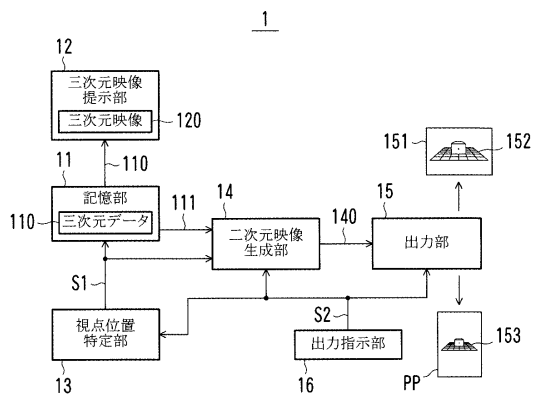 1
12
三次元映像
提示部
三次元映像
120
110
11
記憶部
110
三次元データ
111
14
二次元映像
生成部
140
15
出力部
151
152
S1
S2
視点位置
特定部
13
出力指示部
16
153
PP